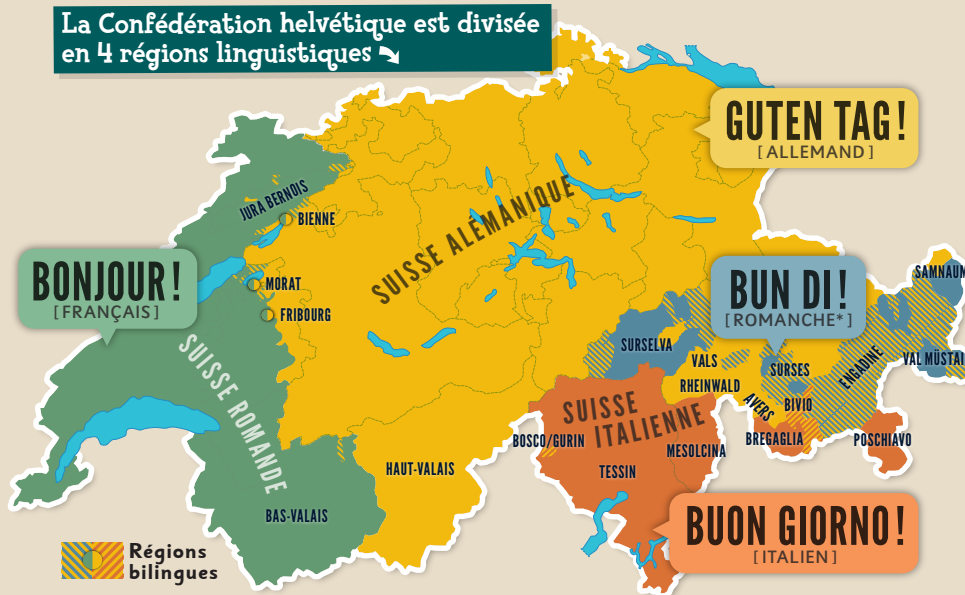 La Confédération helvétique est divisée
en 4 régions linguistiques
GUTEN TAG !
[ ALLEMAND ]
JURA BERNOIS
BIENNE
SUISSE ALÉMANIQUE
BONJOUR !
[ FRANÇAIS ]
MORAT
FRIBOURG
BUN DI !
[ ROMANCHE* ]
SAMNAUN
SURSELVA
VALS
SURSES
ENGADINE
VAL MÜSTAI
RHEINWALD
AVERS
BIVIO
SUISSE ROMANDE
SUISSE
ITALIENNE
BOSCO/GURIN
MESOLCINA
BREGAGLIA
POSCHIAVO
HAUT-VALAIS
TESSIN
BAS-VALAIS
BUON GIORNO !
[ ITALIEN ]
Régions
bilingues